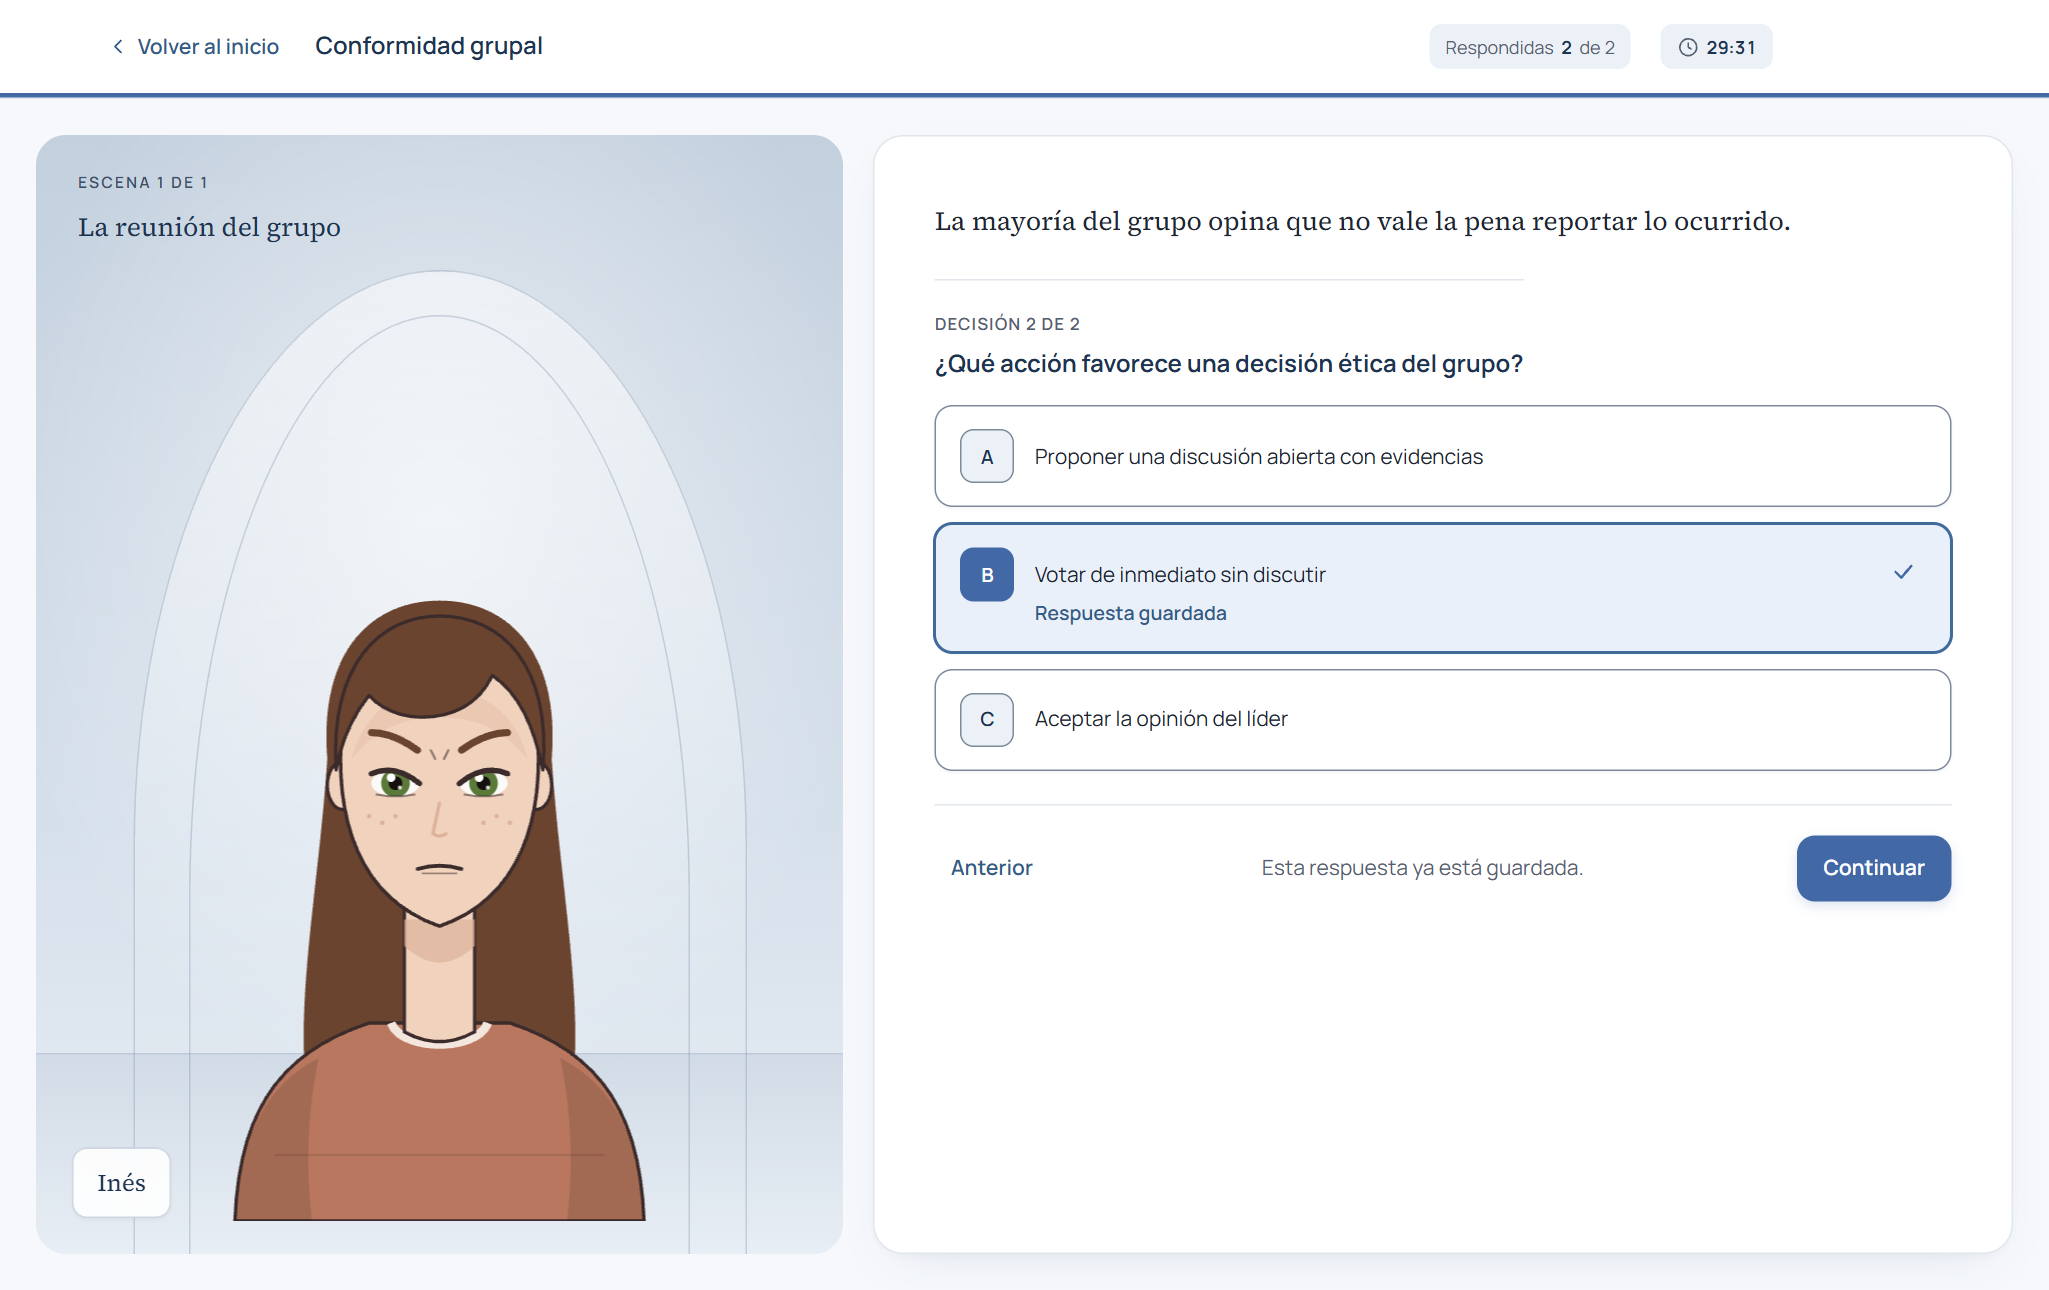 Volver al inicio
Conformidad grupal
Respondidas 2 de 2
29:31
ESCENA 1 DE 1
La reunión del grupo
Inés
La mayoría del grupo opina que no vale la pena reportar lo ocurrido.
DECISIÓN 2 DE 2
¿Qué acción favorece una decisión ética del grupo?
A
Proponer una discusión abierta con evidencias
B
Votar de inmediato sin discutir
Respuesta guardada
C
Aceptar la opinión del líder
Anterior
Esta respuesta ya está guardada.
Continuar